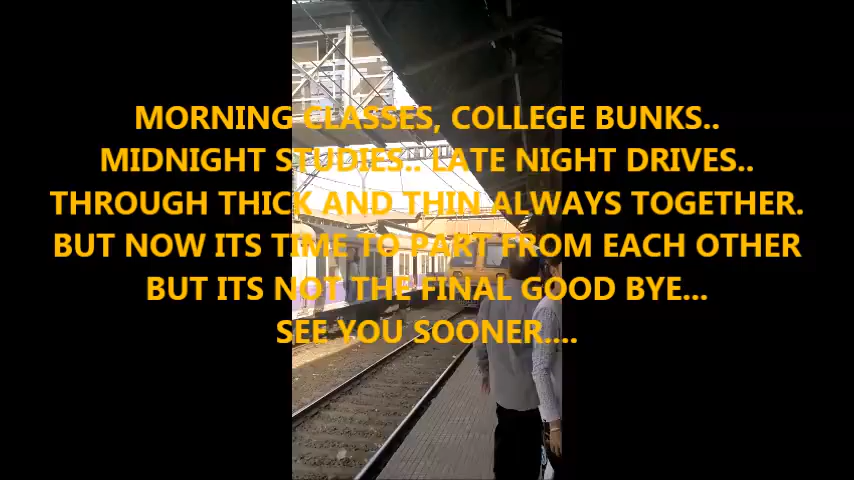 MORNING CLASSES, COLLEGE BUNKS..
MIDNIGHT STUDIES.. LATE NIGHT DRIVES..
THROUGH THICK AND THIN ALWAYS TOGETHER.
BUT NOW ITS TIME TO PART FROM EACH OTHER
BUT ITS NOT THE FINAL GOOD BYE...
SEE YOU SOONER....